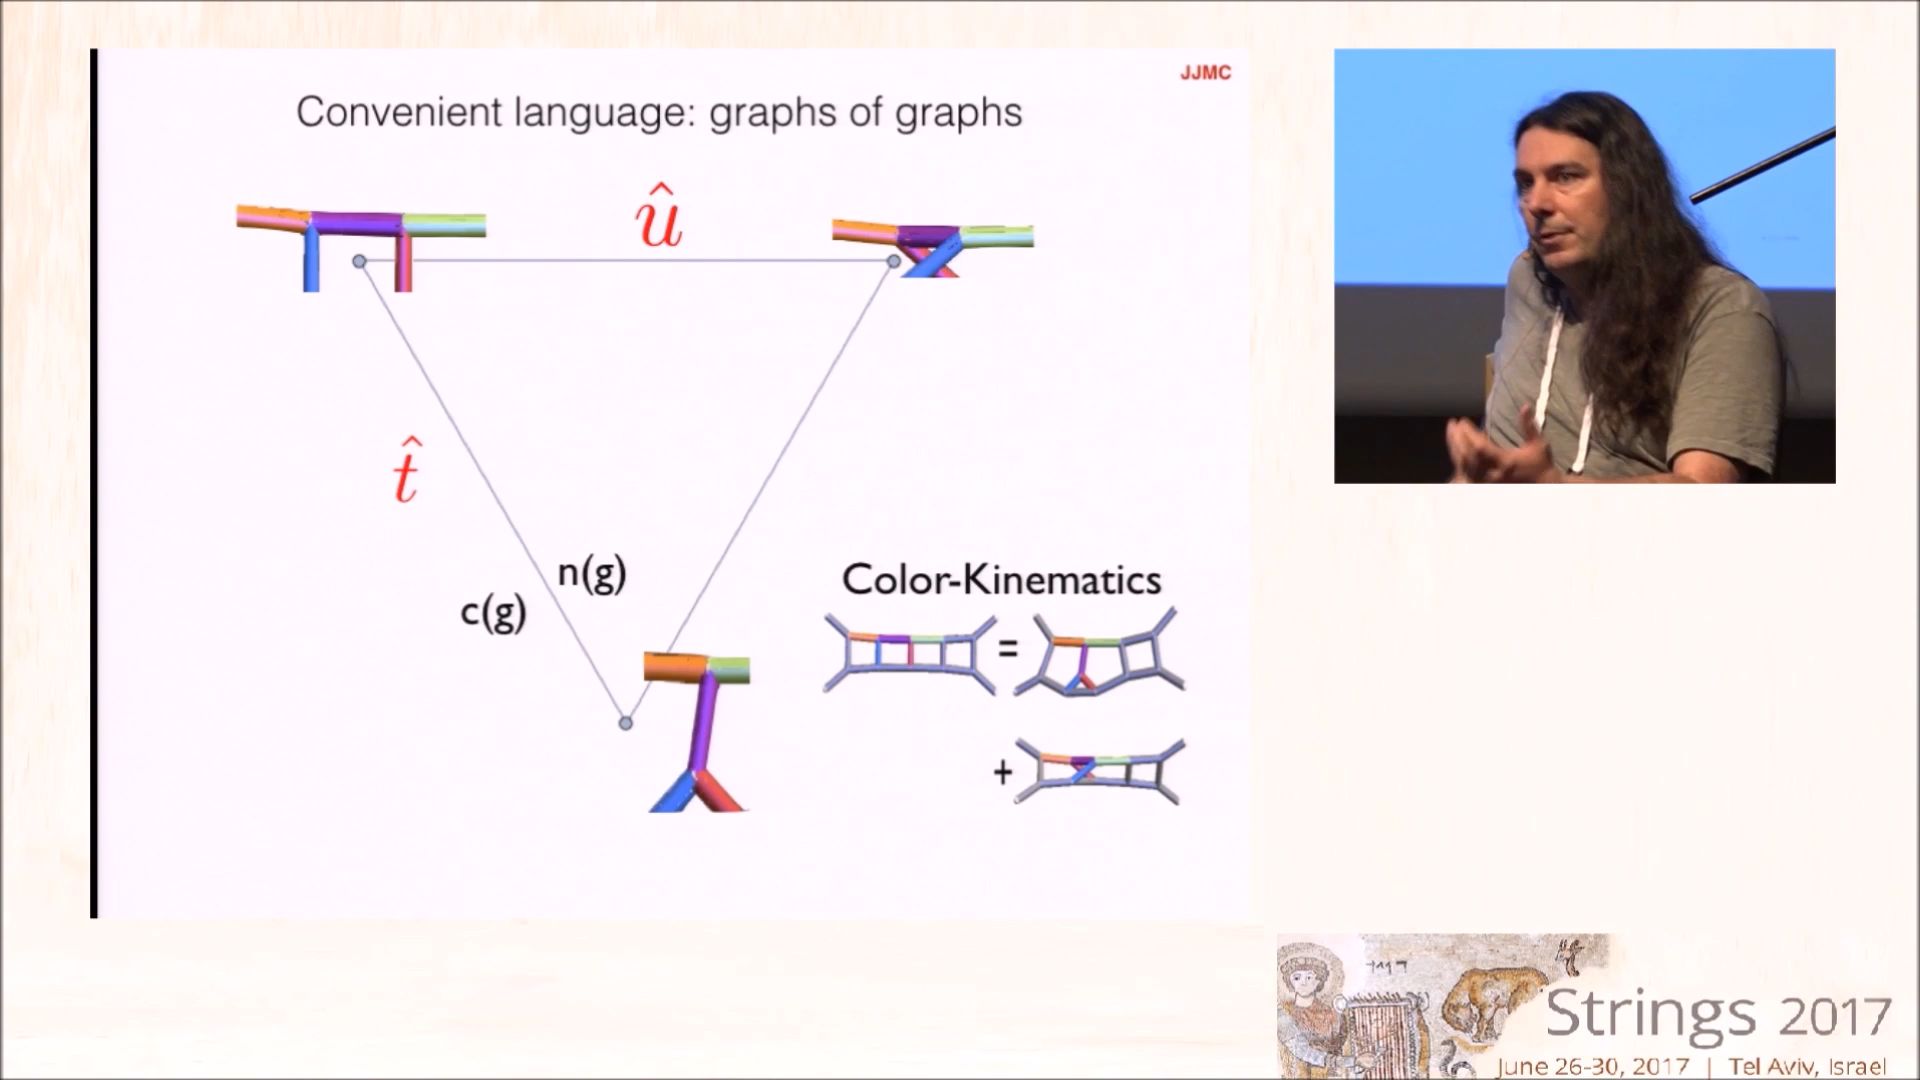 JJMC
Convenient language: graphs of graphs
û
t̂
n(g)
c(g)
Color-Kinematics
=
+
Strings 2017
June 26-30, 2017 | Tel Aviv, Israel